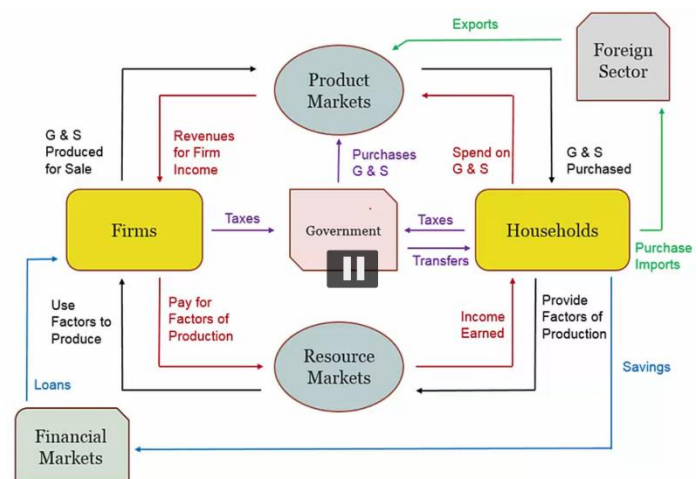 Exports
Foreign
Sector
Product
Markets
G & S
Produced
for Sale
Revenues
for Firm
Income
Purchases
G & S
Spend on
G & S
G & S
Purchased
Firms
Taxes
Government
Taxes
Households
Transfers
Purchase
Imports
Use
Factors to
Produce
Pay for
Factors of
Production
Income
Earned
Provide
Factors of
Production
Resource
Markets
Loans
Savings
Financial
Markets